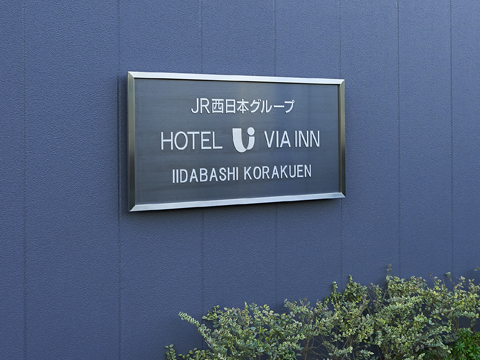 JR西日本グループ
HOTEL VIA INN
IIDABASHI KORAKUEN